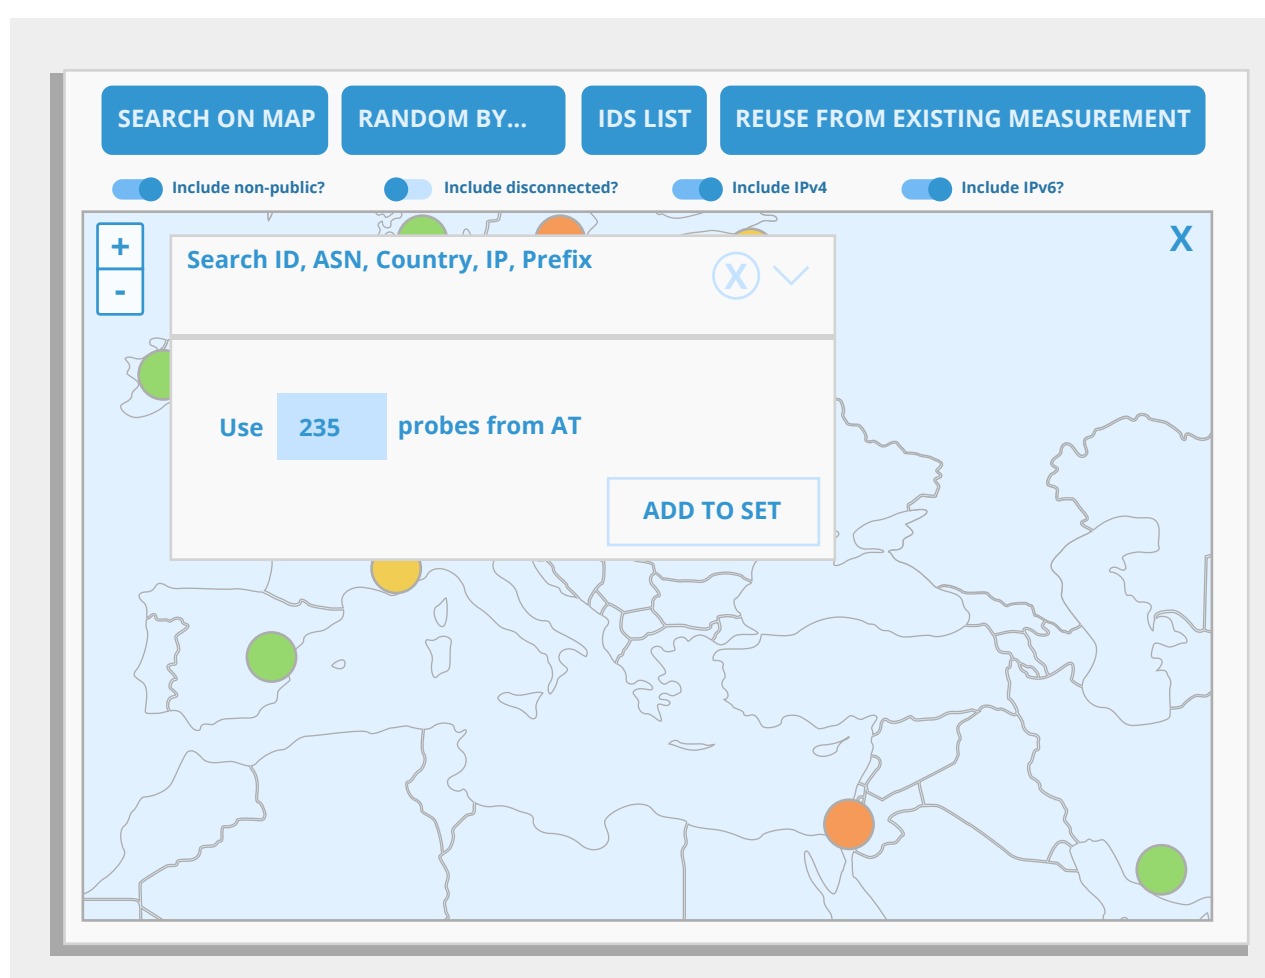 SEARCH ON MAP
RANDOM BY...
IDS LIST
REUSE FROM EXISTING MEASUREMENT
Include non-public?
Include disconnected?
Include IPv4
Include IPv6?
+
-
X
Search ID, ASN, Country, IP, Prefix
X
Use 235 probes from AT
ADD TO SET